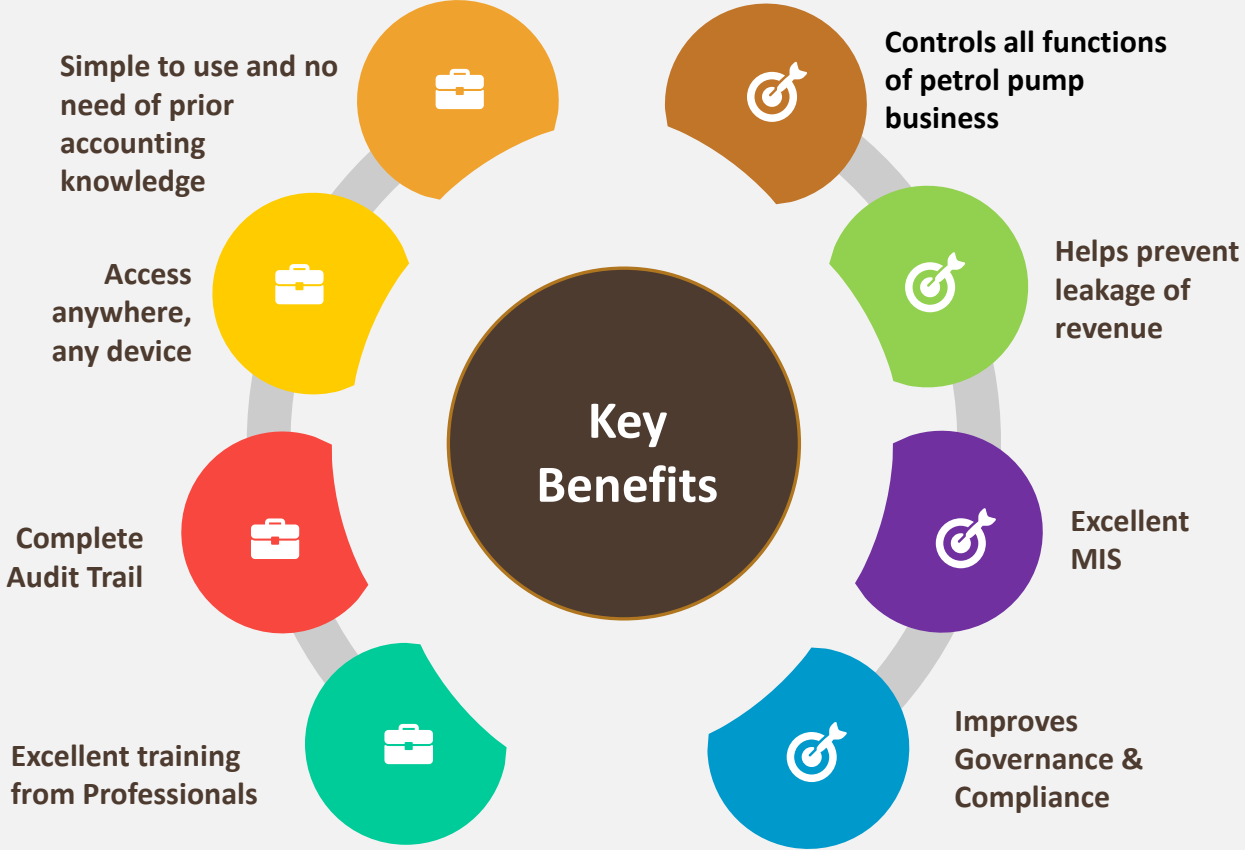 Simple to use and no
need of prior
accounting
knowledge
Access
anywhere,
any device
Complete
Audit Trail
Excellent training
from Professionals
Key
Benefits
Controls all functions
of petrol pump
business
Helps prevent
leakage of
revenue
Excellent
MIS
Improves
Governance &
Compliance